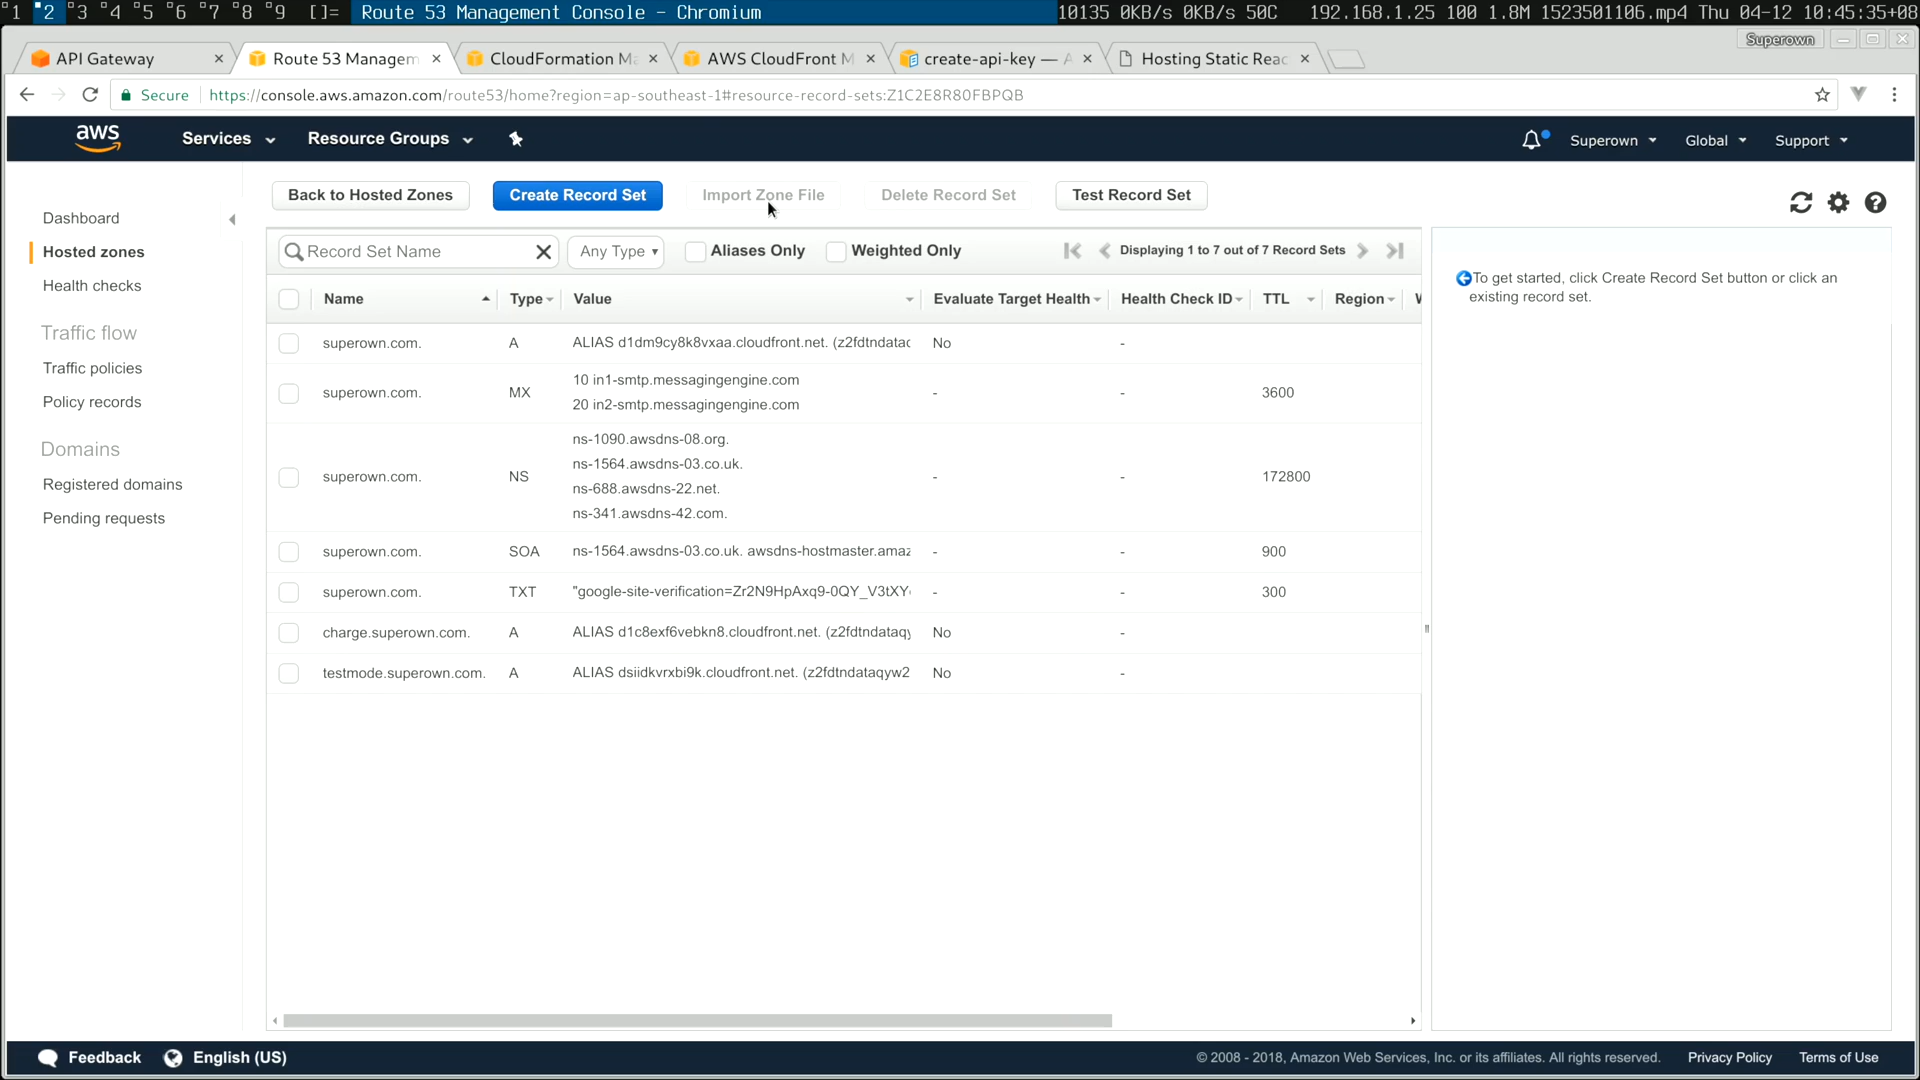 1 2 3 4 5 6 7 8 9 []= Route 53 Management Console - Chromium 10135 0KB/s 0KB/s 50C 192.168.1.25 100 1.8M 1523501106.mp4 Thu 04-12 10:45:35+08
Superown
API Gateway
Route 53 Managem
CloudFormation Ma
AWS CloudFront M
create-api-key — A
Hosting Static Reac
Secure https://console.aws.amazon.com/route53/home?region=ap-southeast-1#resource-record-sets:Z1C2E8R80FBPQB
aws Services Resource Groups Superown Global Support
Back to Hosted Zones Create Record Set Import Zone File Delete Record Set Test Record Set
Dashboard
Hosted zones
Health checks
Traffic flow
Traffic policies
Policy records
Domains
Registered domains
Pending requests
Record Set Name Any Type Aliases Only Weighted Only Displaying 1 to 7 out of 7 Record Sets
Name Type Value Evaluate Target Health Health Check ID TTL Region W
superown.com. A ALIAS d1dm9cy8k8vxaa.cloudfront.net. (z2fdtndatac No -
superown.com. MX 10 in1-smtp.messagingengine.com - - 3600
20 in2-smtp.messagingengine.com
superown.com. NS ns-1090.awsdns-08.org. - - 172800
ns-1564.awsdns-03.co.uk.
ns-688.awsdns-22.net.
ns-341.awsdns-42.com.
superown.com. SOA ns-1564.awsdns-03.co.uk. awsdns-hostmaster.amaz - - 900
superown.com. TXT "google-site-verification=Zr2N9HpAxq9-0QY_V3tXY - - 300
charge.superown.com. A ALIAS d1c8exf6vebkn8.cloudfront.net. (z2fdtndataqy No -
testmode.superown.com. A ALIAS dsiidkvrxbi9k.cloudfront.net. (z2fdtndataqyw2 No -
To get started, click Create Record Set button or click an
existing record set.
Feedback English (US) © 2008 - 2018, Amazon Web Services, Inc. or its affiliates. All rights reserved. Privacy Policy Terms of Use